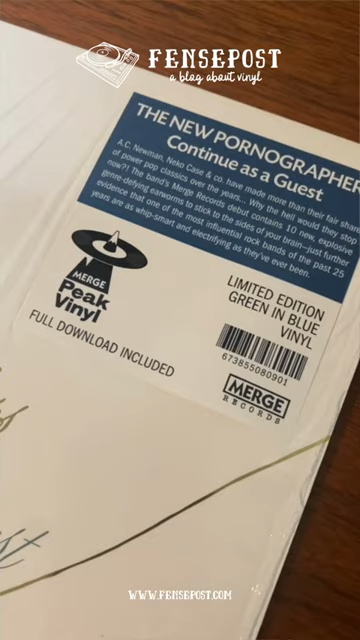 FENSEPOST
a blog about vinyl
THE NEW PORNOGRAPHER
Continue as a Guest
A.C. Newman, Neko Case & co. have made more than their fair share
of power pop classics over the years... Why the hell would they stop
now?! The band's Merge Records debut contains 10 new, explosive
genre-defying earworms to stick to the sides of your brain—just further
evidence that one of the most influential rock bands of the past 25
years are as whip-smart and electrifying as they've ever been.
MERGE
Peak
Vinyl
FULL DOWNLOAD INCLUDED
LIMITED EDITION
GREEN IN BLUE
VINYL
673855080901
MERGE
RECORDS
WWW.FENSEPOST.COM